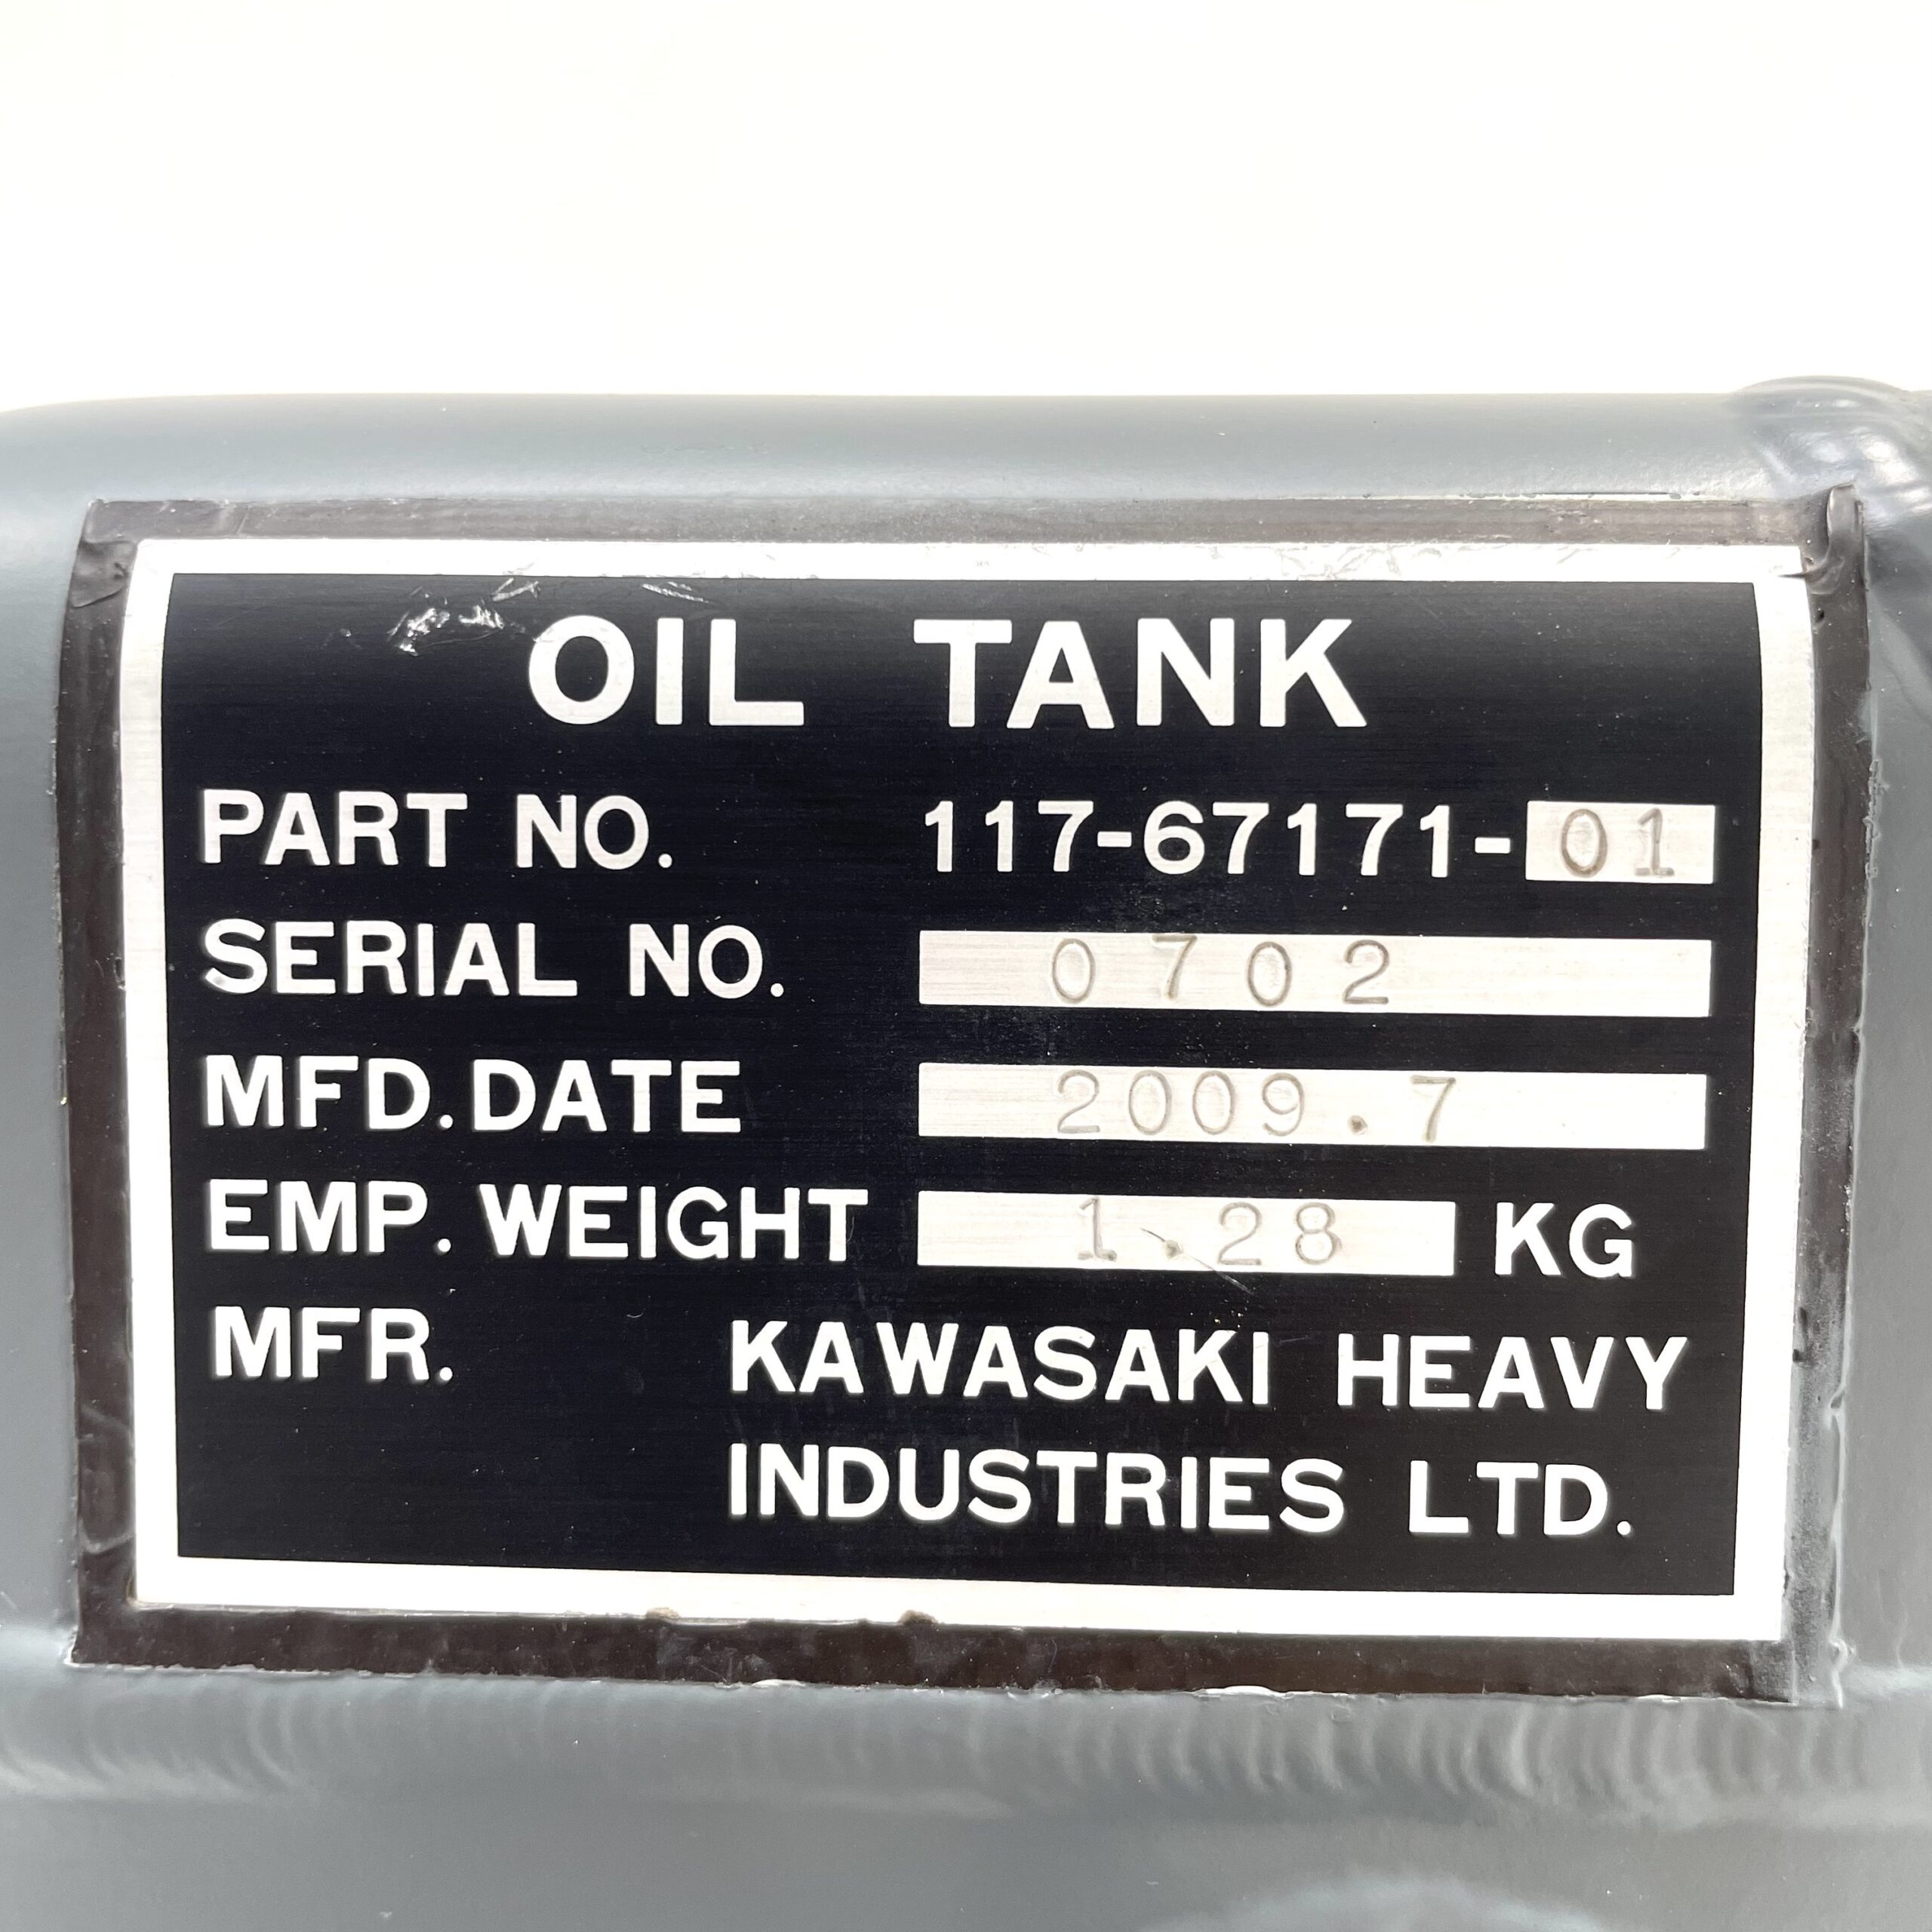 OIL TANK
PART NO. 117-67171-01
SERIAL NO. 0702
MFD.DATE 2009.7
EMP. WEIGHT 1.28 KG
MFR. KAWASAKI HEAVY
INDUSTRIES LTD.